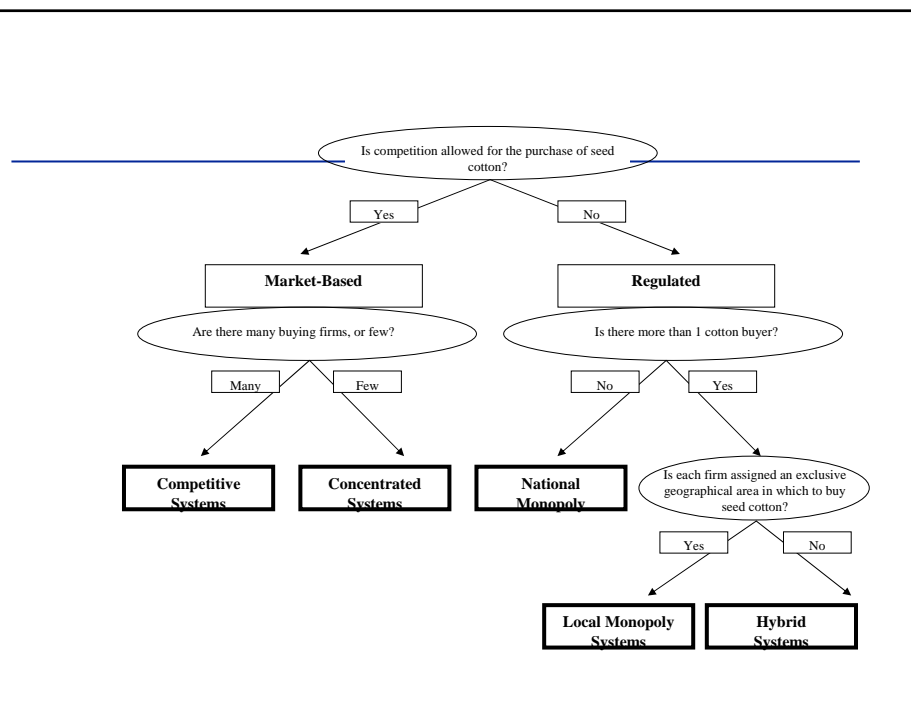 Is competition allowed for the purchase of seed
cotton?
Yes
No
Market-Based
Regulated
Are there many buying firms, or few?
Is there more than 1 cotton buyer?
Many
Few
No
Yes
Competitive
Systems
Concentrated
Systems
National
Monopoly
Is each firm assigned an exclusive
geographical area in which to buy
seed cotton?
Yes
No
Local Monopoly
Systems
Hybrid
Systems